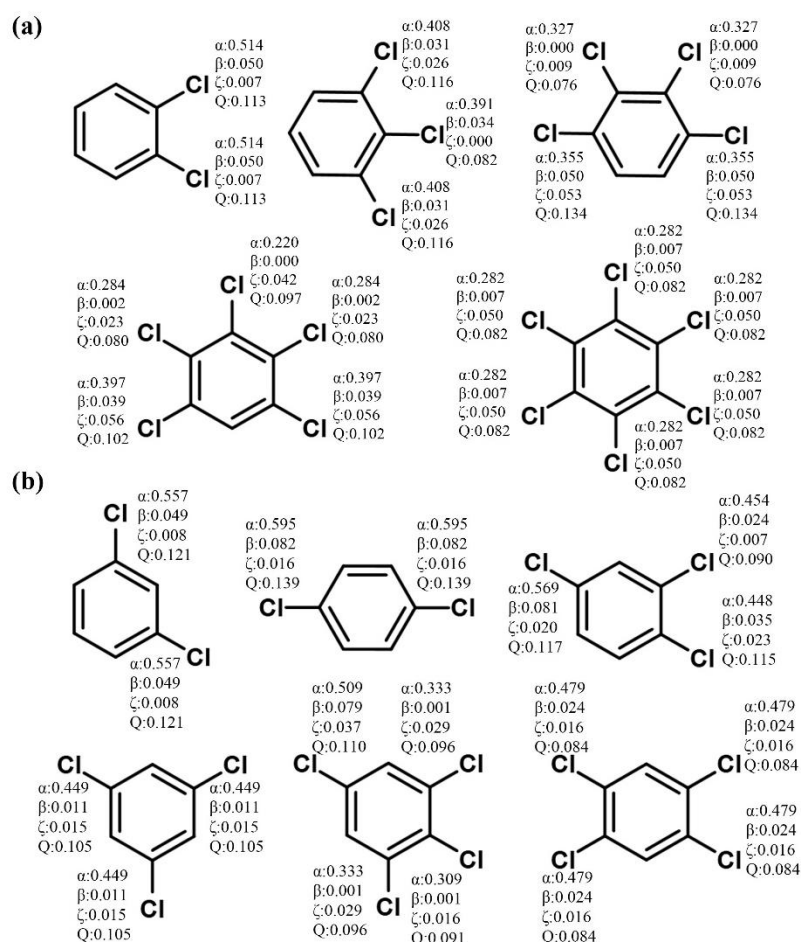 (a)
α:0.514
β:0.050
ζ:0.007
Q:0.113
Cl
Cl
α:0.514
β:0.050
ζ:0.007
Q:0.113
α:0.408
β:0.031
ζ:0.026
Q:0.116
Cl
α:0.391
β:0.034
ζ:0.000
Q:0.082
Cl
Cl
α:0.408
β:0.031
ζ:0.026
Q:0.116
α:0.327
β:0.000
ζ:0.009
Q:0.076
α:0.327
β:0.000
ζ:0.009
Q:0.076
Cl
Cl
Cl
Cl
α:0.355
β:0.050
ζ:0.053
Q:0.134
α:0.355
β:0.050
ζ:0.053
Q:0.134
α:0.220
β:0.000
ζ:0.042
Q:0.097
α:0.284
β:0.002
ζ:0.023
Q:0.080
Cl
α:0.284
β:0.002
ζ:0.023
Q:0.080
Cl
Cl
α:0.397
β:0.039
ζ:0.056
Q:0.102
Cl
Cl
α:0.397
β:0.039
ζ:0.056
Q:0.102
α:0.282
β:0.007
ζ:0.050
Q:0.082
α:0.282
β:0.007
ζ:0.050
Q:0.082
Cl
α:0.282
β:0.007
ζ:0.050
Q:0.082
Cl
Cl
α:0.282
β:0.007
ζ:0.050
Q:0.082
Cl
Cl
α:0.282
β:0.007
ζ:0.050
Q:0.082
Cl
α:0.282
β:0.007
ζ:0.050
Q:0.082
(b)
α:0.557
β:0.049
ζ:0.008
Q:0.121
Cl
Cl
α:0.557
β:0.049
ζ:0.008
Q:0.121
α:0.595
β:0.082
ζ:0.016
Q:0.139
α:0.595
β:0.082
ζ:0.016
Q:0.139
Cl
Cl
α:0.454
β:0.024
ζ:0.007
Q:0.090
Cl
Cl
α:0.569
β:0.081
ζ:0.020
Q:0.117
α:0.448
β:0.035
ζ:0.023
Q:0.115
Cl
Cl
Cl
α:0.449
β:0.011
ζ:0.015
Q:0.105
α:0.449
β:0.011
ζ:0.015
Q:0.105
α:0.449
β:0.011
ζ:0.015
Q:0.105
Cl
α:0.509
β:0.079
ζ:0.037
Q:0.110
α:0.333
β:0.001
ζ:0.029
Q:0.096
Cl
Cl
Cl
Cl
α:0.333
β:0.001
ζ:0.029
Q:0.096
α:0.309
β:0.001
ζ:0.016
Q:0.091
α:0.479
β:0.024
ζ:0.016
Q:0.084
α:0.479
β:0.024
ζ:0.016
Q:0.084
Cl
Cl
Cl
Cl
α:0.479
β:0.024
ζ:0.016
Q:0.084
α:0.479
β:0.024
ζ:0.016
Q:0.084